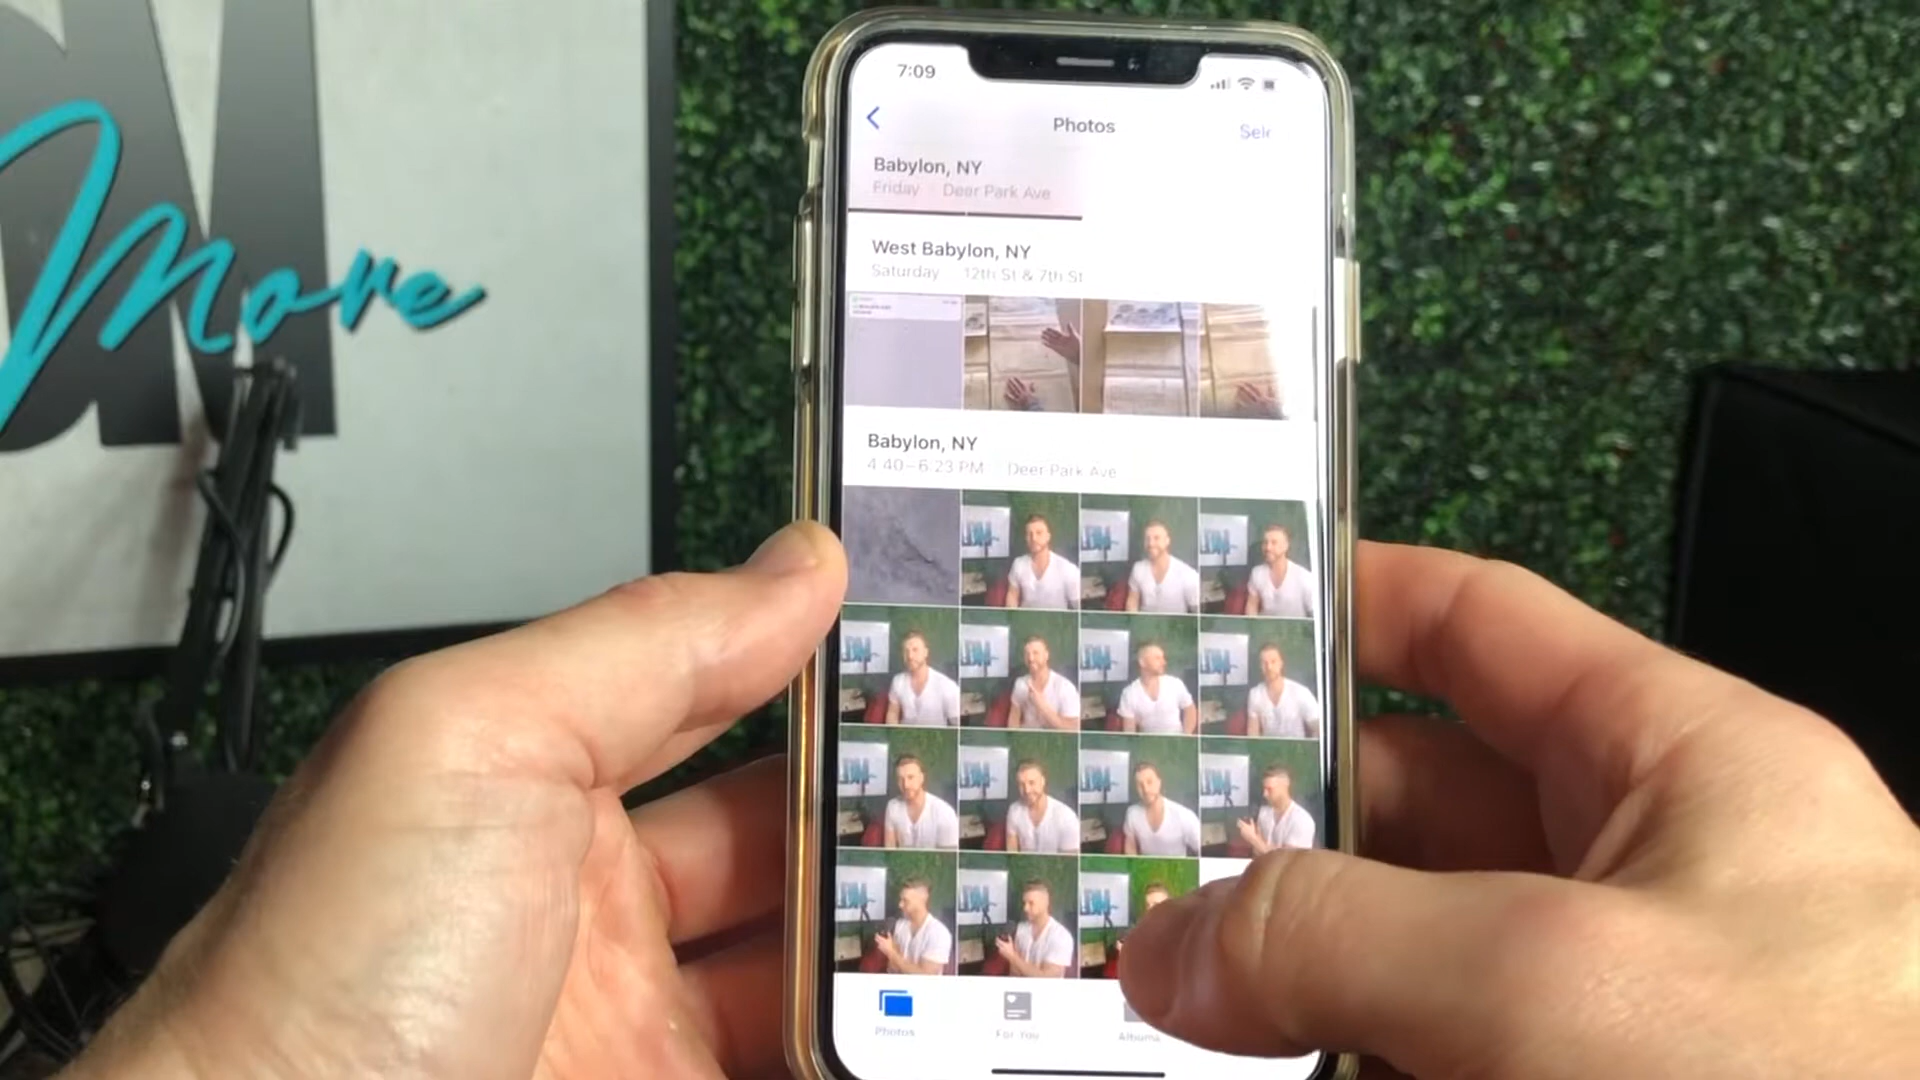 More
7:09
Photos
Babylon, NY
Friday Deer Park Ave
West Babylon, NY
Saturday 12th St & 7th St
Babylon, NY
4:40–6:23 PM Deer Park Ave
Photos
For You
Albums